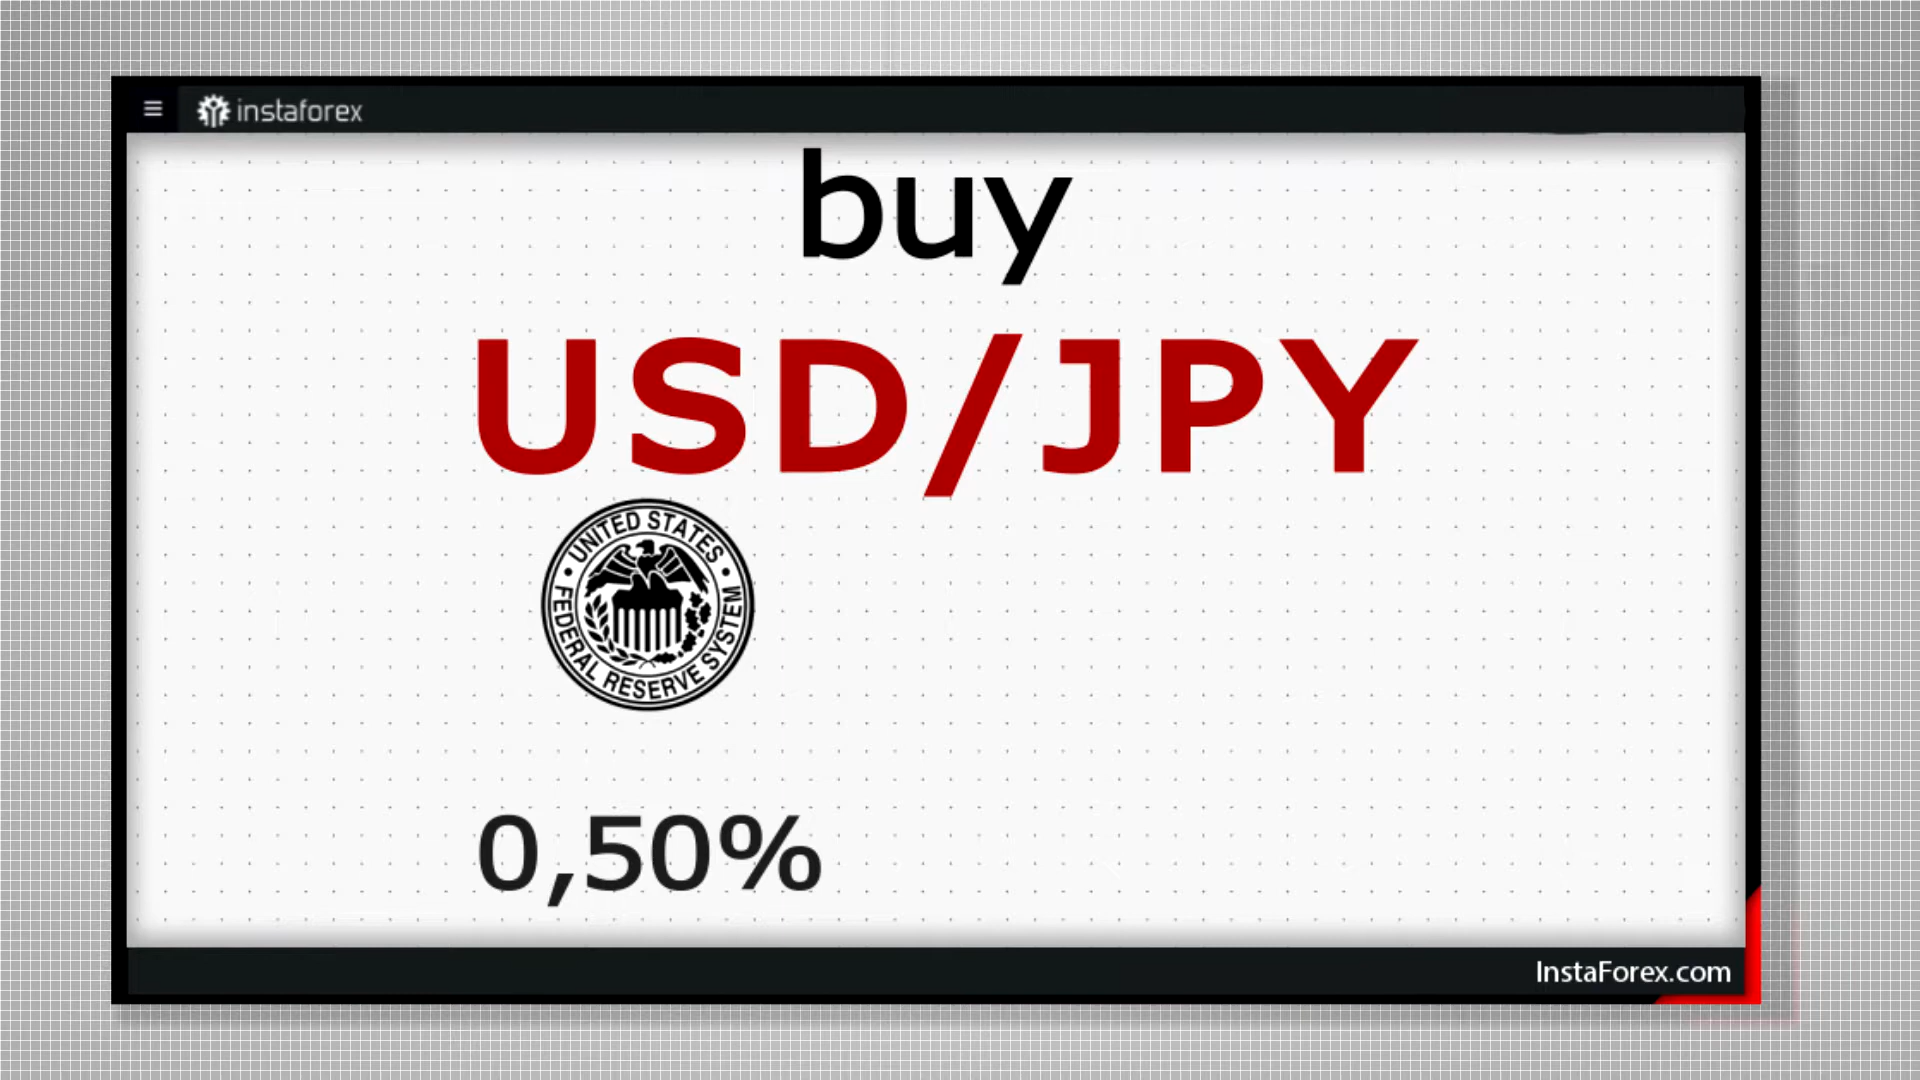 instaforex
buy
USD/JPY
UNITED STATES
FEDERAL RESERVE SYSTEM
0,50%
InstaForex.com